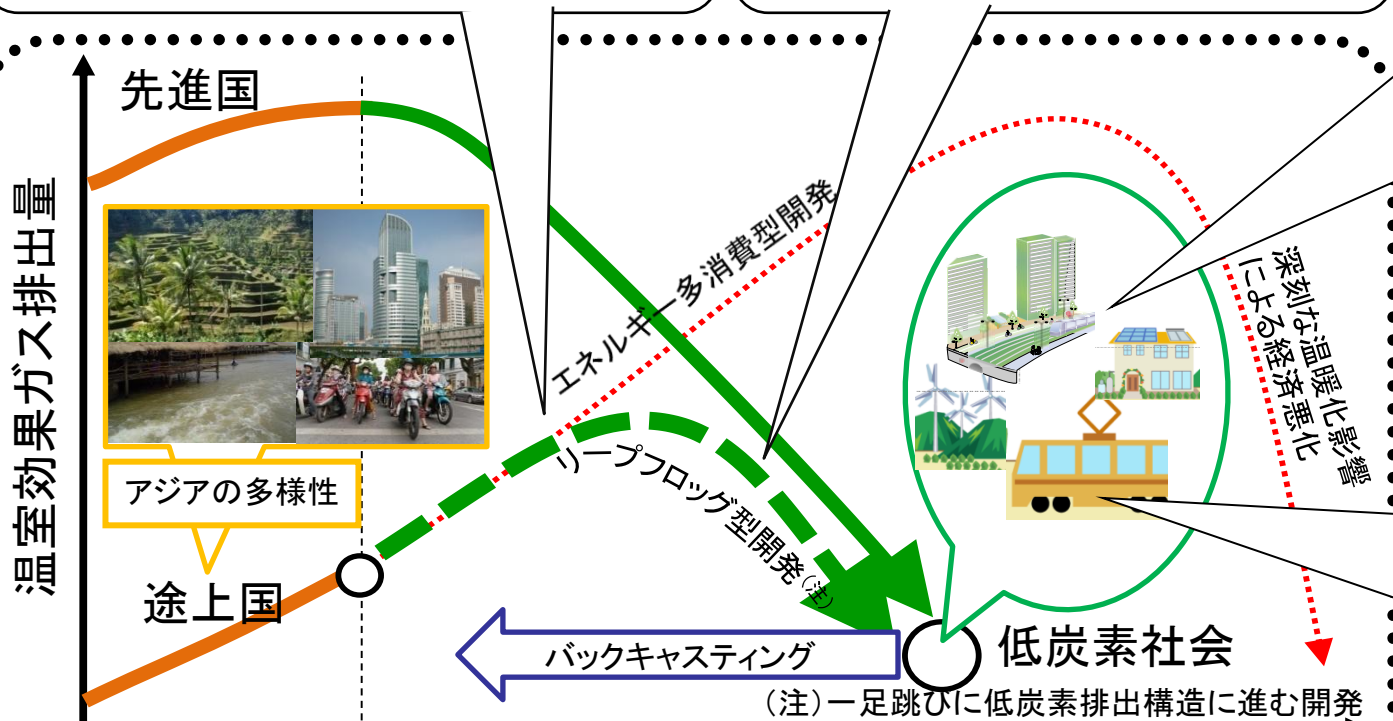 先進国
温室効果ガス排出量
エネルギー多消費型開発
深刻な温暖化影響
による経済悪化
アジアの多様性
リープフロッグ型開発(注)
途上国
バックキャスティング
低炭素社会
(注)一足跳びに低炭素排出構造に進む開発